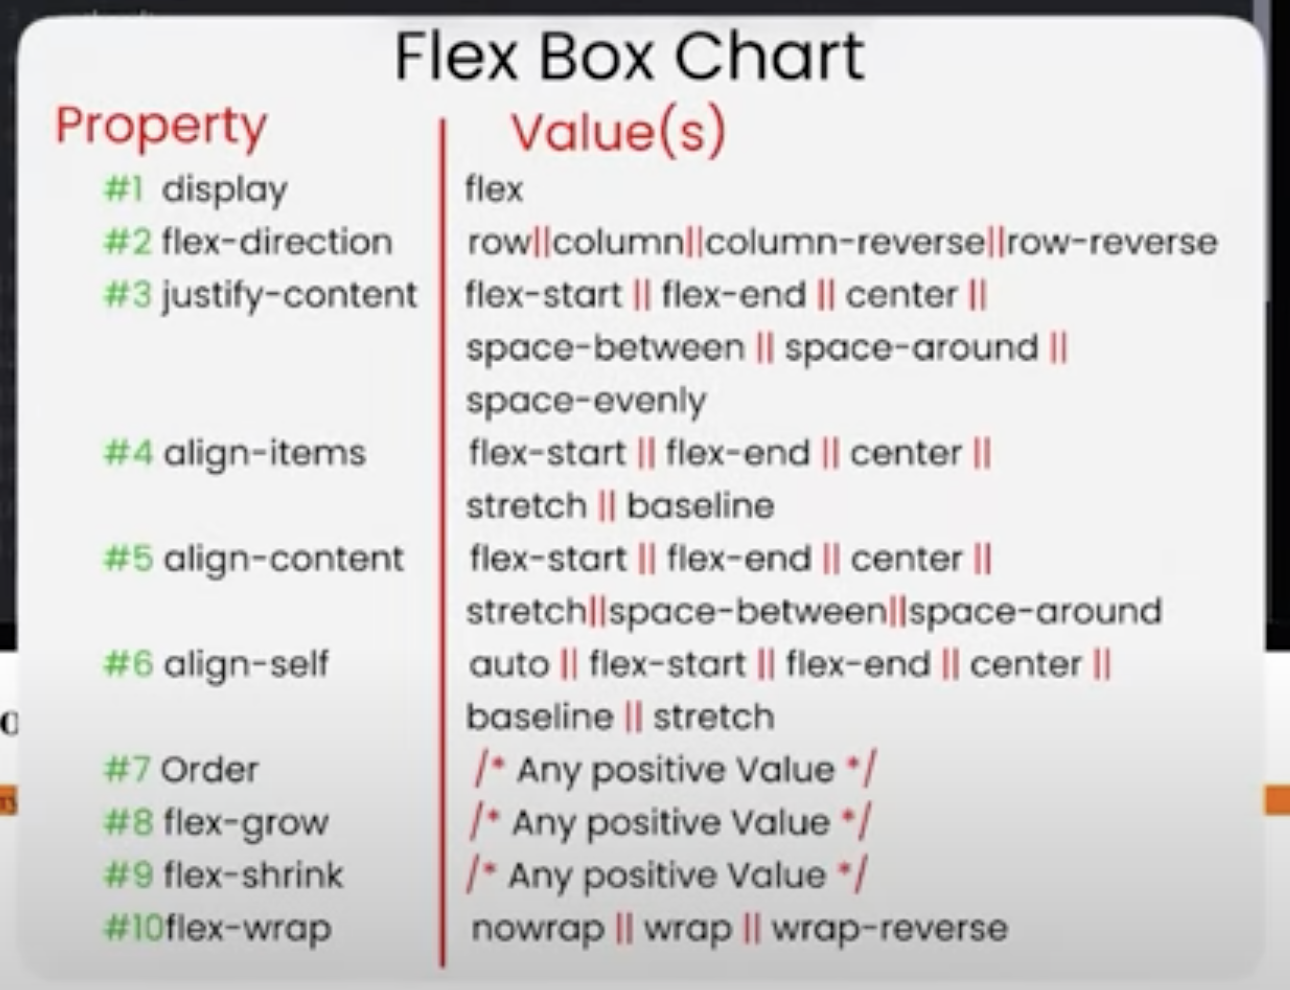 Flex Box Chart
Property Value(s)
#1 display flex
#2 flex-direction row||column||column-reverse||row-reverse
#3 justify-content flex-start || flex-end || center ||
space-between || space-around ||
space-evenly
#4 align-items flex-start || flex-end || center ||
stretch || baseline
#5 align-content flex-start || flex-end || center ||
stretch||space-between||space-around
#6 align-self auto || flex-start || flex-end || center ||
baseline || stretch
#7 Order /* Any positive Value */
#8 flex-grow /* Any positive Value */
#9 flex-shrink /* Any positive Value */
#10flex-wrap nowrap || wrap || wrap-reverse